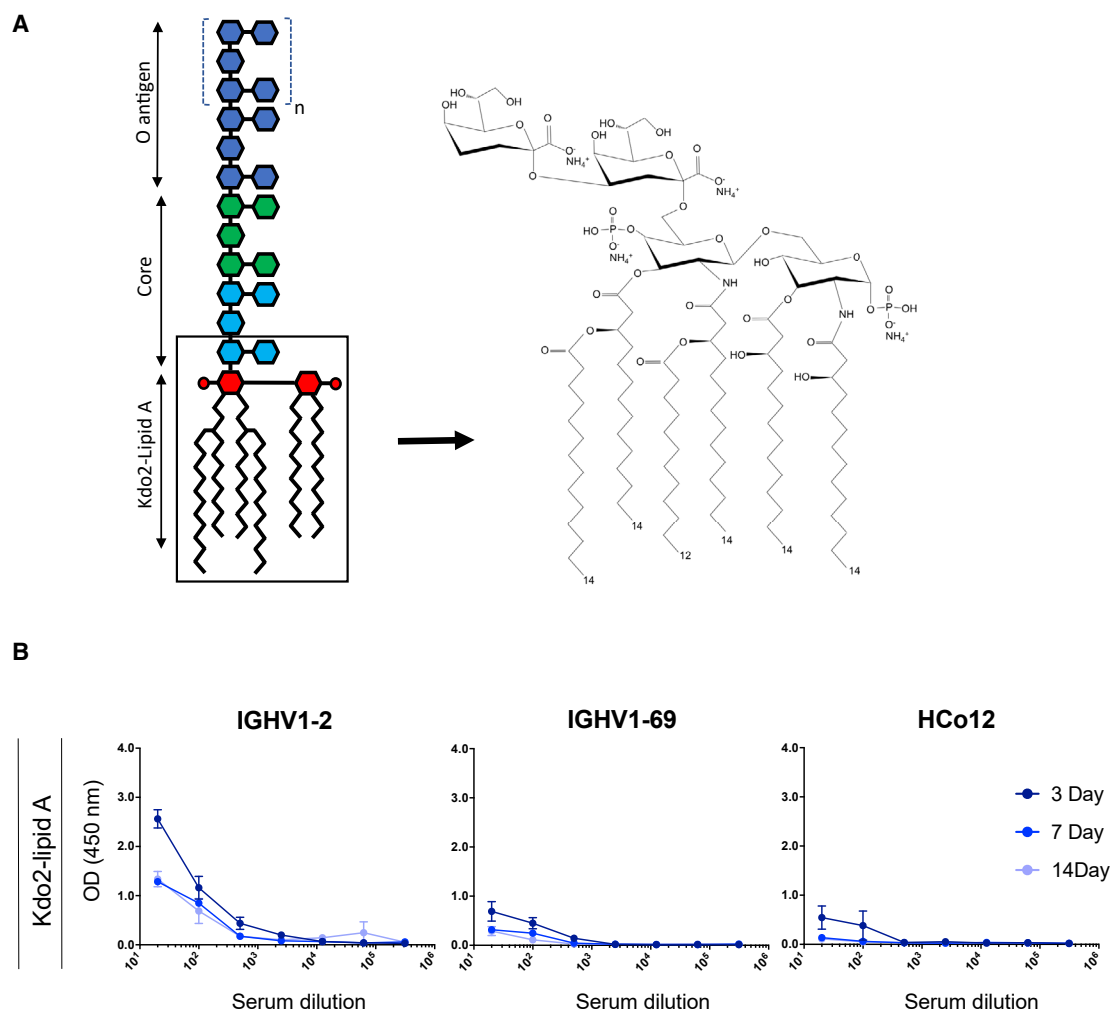 A
O antigen
n
Core
Kdo2-Lipid A
HO
OH
OH
O
O
O⁻
NH₄⁺
O
HO
OH
OH
O
O
O⁻
NH₄⁺
O
O
HO P O
O⁻
NH₄⁺
O
O
HO
O
O
NH
O
O
O
O
O
O
HO
O
NH
O
HO
O P OH
O⁻
NH₄⁺
14
14
12
14
14
14
B
IGHV1-2
IGHV1-69
HCo12
Kdo2-lipid A
OD (450 nm)
4.0
3.0
2.0
1.0
0.0
10¹
10²
10³
10⁴
10⁵
10⁶
Serum dilution
4.0
3.0
2.0
1.0
0.0
10¹
10²
10³
10⁴
10⁵
10⁶
Serum dilution
4.0
3.0
2.0
1.0
0.0
10¹
10²
10³
10⁴
10⁵
10⁶
Serum dilution
3 Day
7 Day
14Day